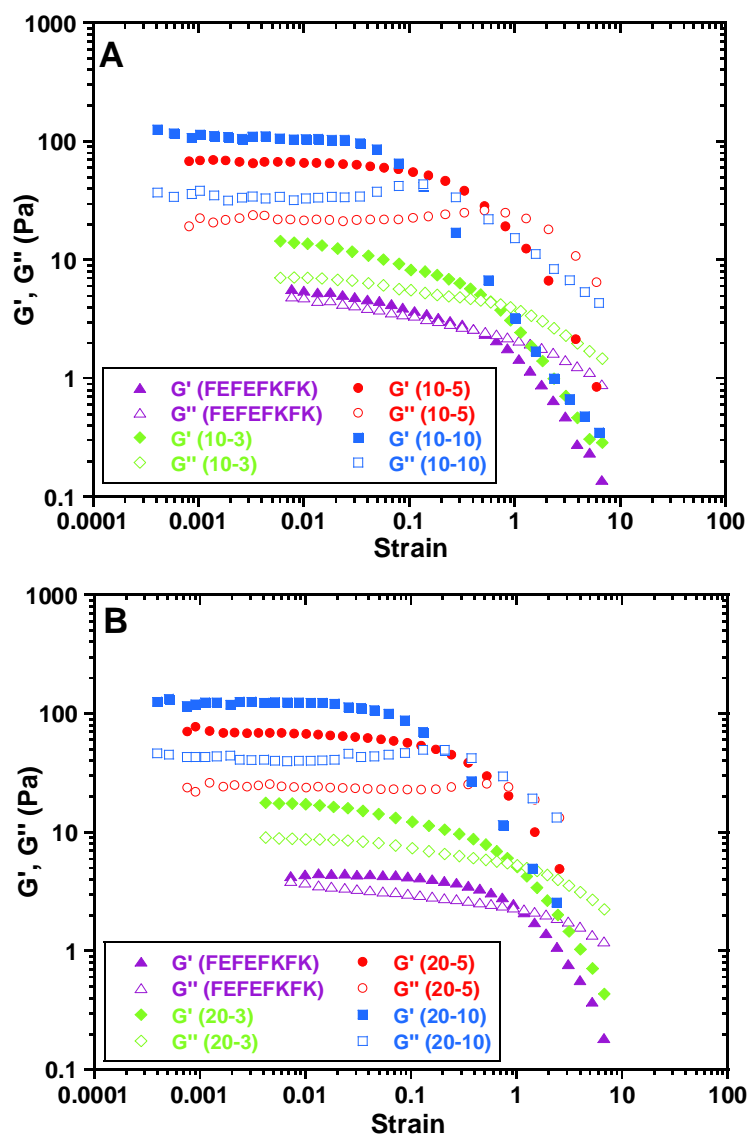 A
1000
100
10
1
0.1
G', G" (Pa)
G' (FEFEFKFK)
G" (FEFEFKFK)
G' (10-3)
G" (10-3)
G' (10-5)
G" (10-5)
G' (10-10)
G" (10-10)
0.0001 0.001 0.01 0.1 1 10 100
Strain
B
1000
100
10
1
0.1
G', G" (Pa)
G' (FEFEFKFK)
G" (FEFEFKFK)
G' (20-3)
G" (20-3)
G' (20-5)
G" (20-5)
G' (20-10)
G" (20-10)
0.0001 0.001 0.01 0.1 1 10 100
Strain